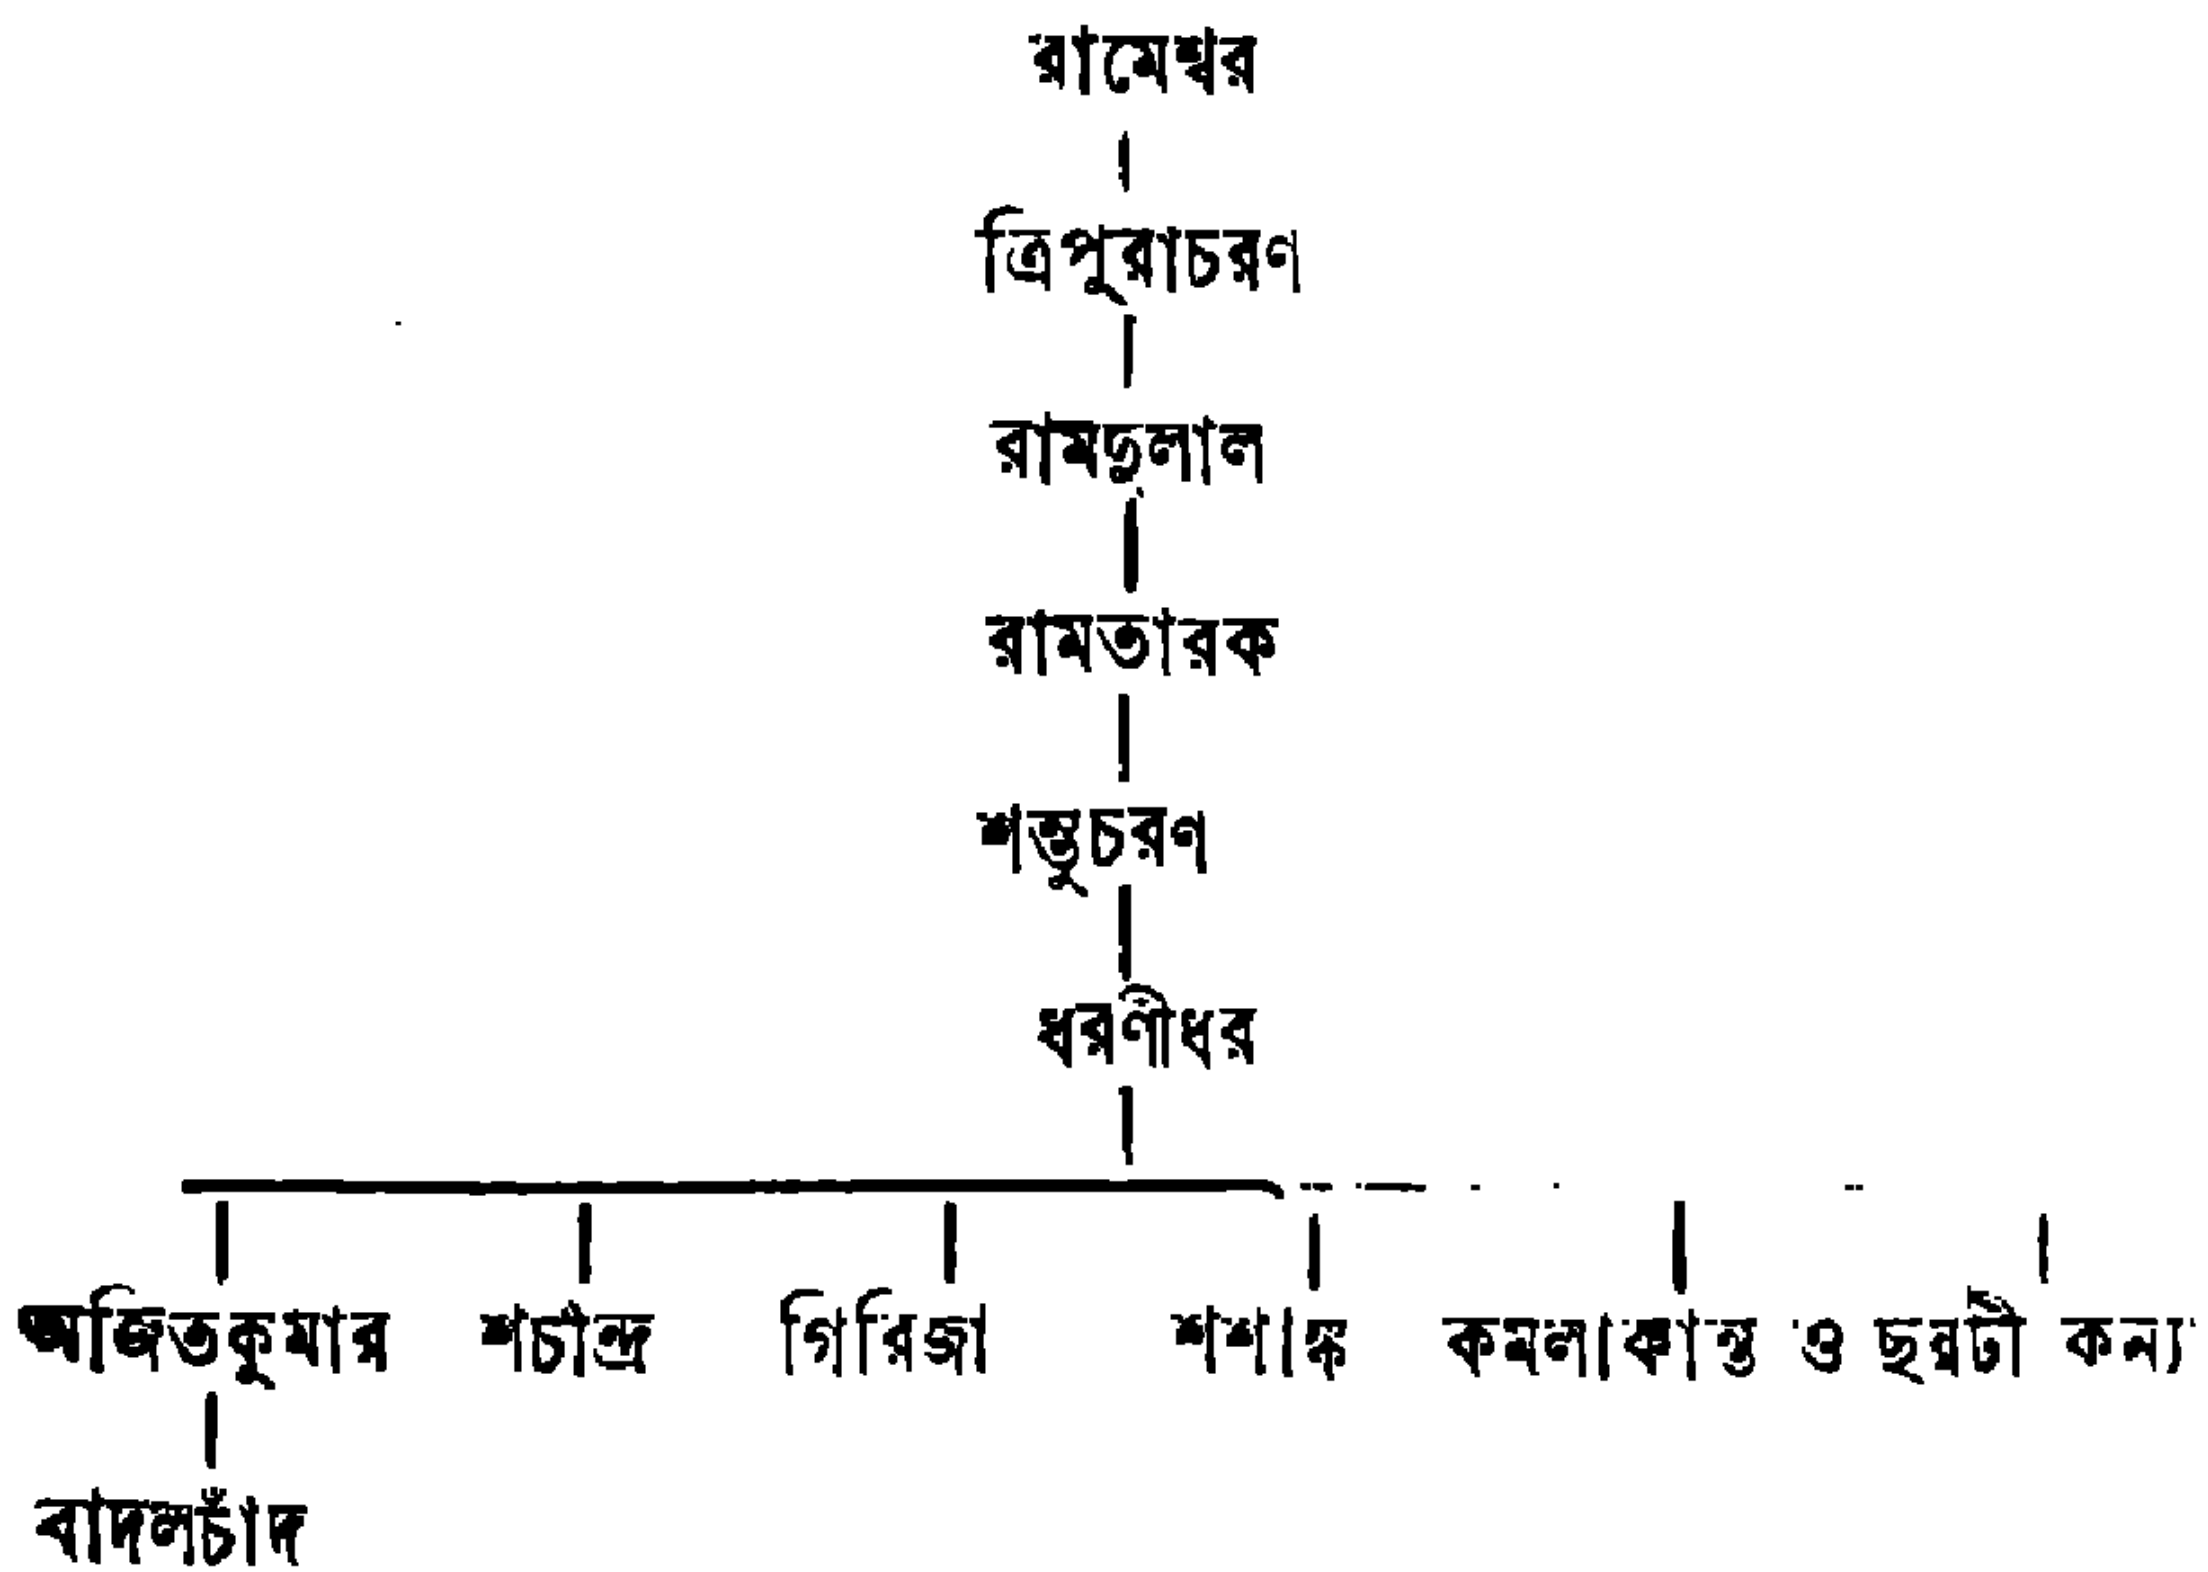 রামেশ্বর
ত্রিপুরাচরণ
রামদুলাল
রামতারক
শম্ভুচরণ
ধরণীধর
অজিতকুমার শচীন্দ্র গিরিজা শশাঙ্ক কমলাকান্ত ও ছয়টী কন্যা
বাদলচাঁদ